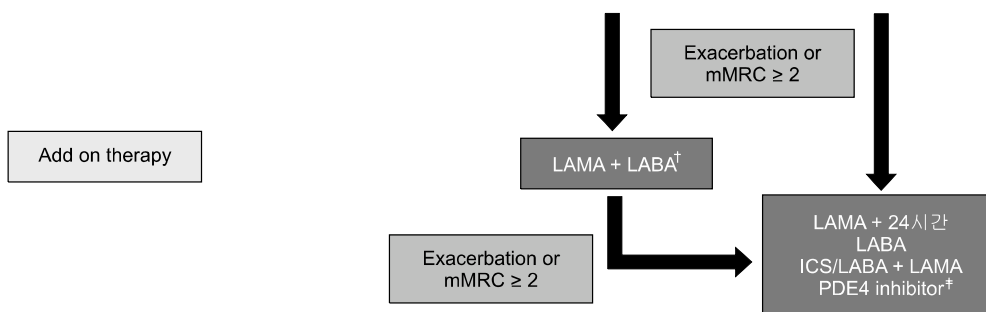 Exacerbation or
mMRC ≥ 2
Add on therapy
LAMA + LABA†
LAMA + 24시간
LABA
ICS/LABA + LAMA
PDE4 inhibitor‡
Exacerbation or
mMRC ≥ 2